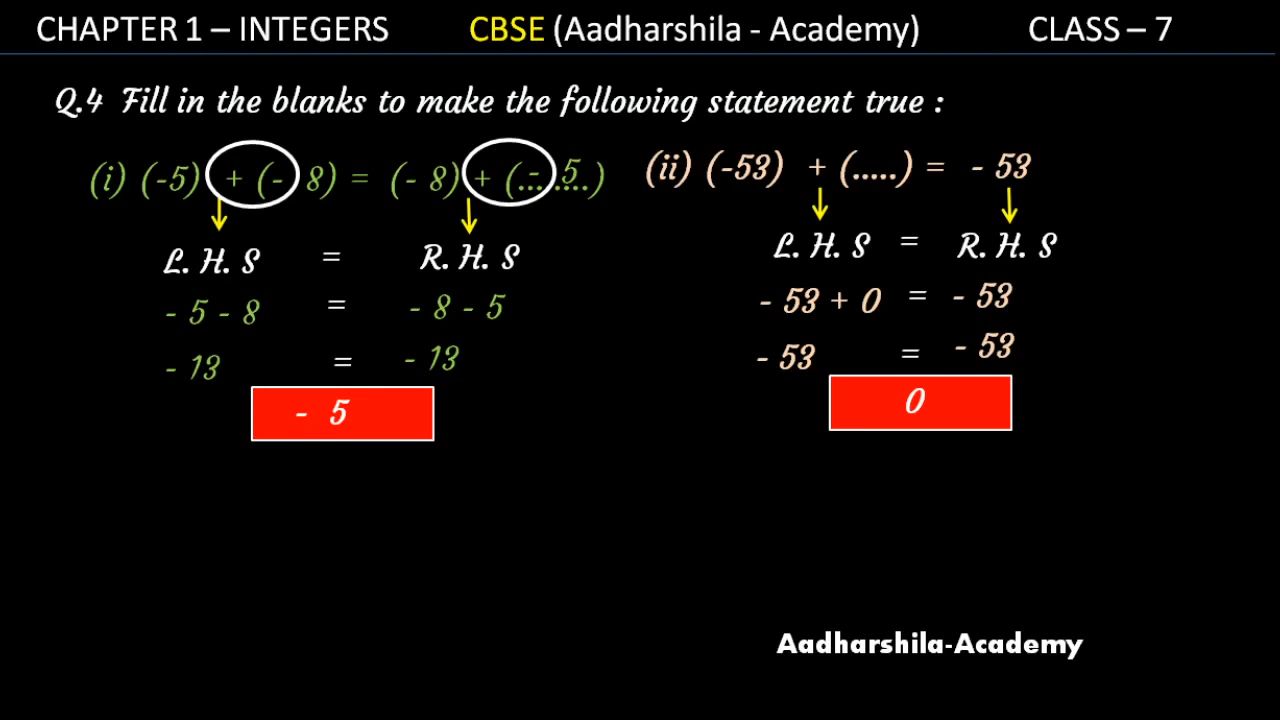 CHAPTER 1 – INTEGERS CBSE (Aadharshila - Academy) CLASS – 7
Q.4 Fill in the blanks to make the following statement true :
(i) (-5) + (- 8) = (- 8) + (... - 5 ....)
L. H. S = R. H. S
- 5 - 8 = - 8 - 5
- 13 = - 13
- 5
(ii) (-53) + (.....) = - 53
L. H. S = R. H. S
- 53 + 0 = - 53
- 53 = - 53
0
Aadharshila-Academy